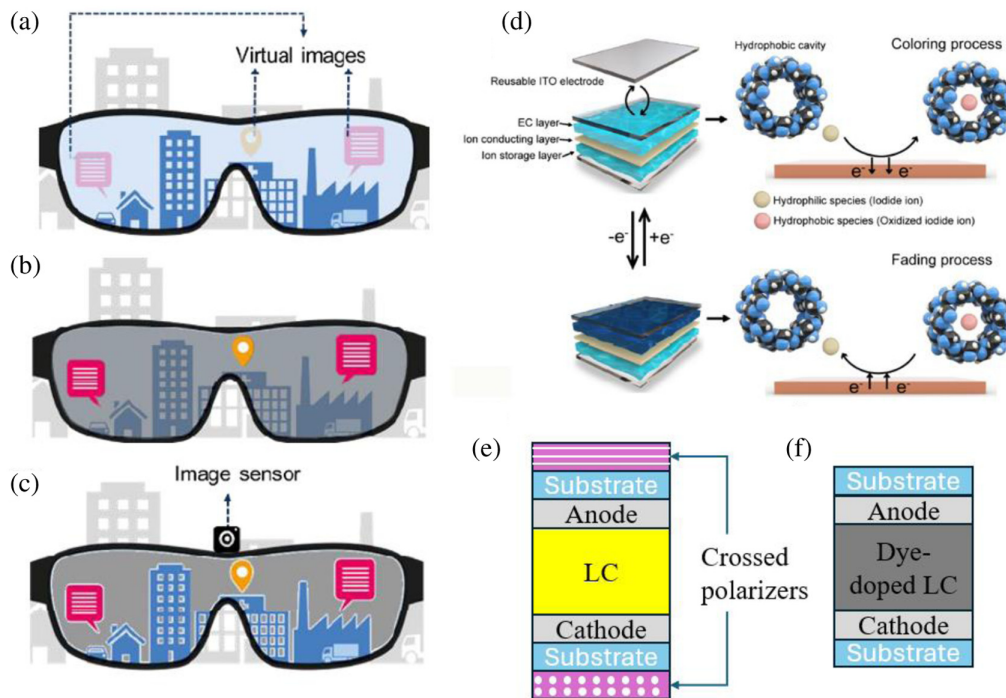 (a)
Virtual images
(b)
(c)
Image sensor
(d)
Reusable ITO electrode
EC layer
Ion conducting layer
Ion storage layer
-e⁻
+e⁻
Hydrophobic cavity
Coloring process
e⁻
e⁻
Hydrophilic species (Iodide ion)
Hydrophobic species (Oxidized iodide ion)
Fading process
e⁻
e⁻
(e)
Substrate
Anode
LC
Cathode
Substrate
Crossed
polarizers
(f)
Substrate
Anode
Dye-
doped LC
Cathode
Substrate